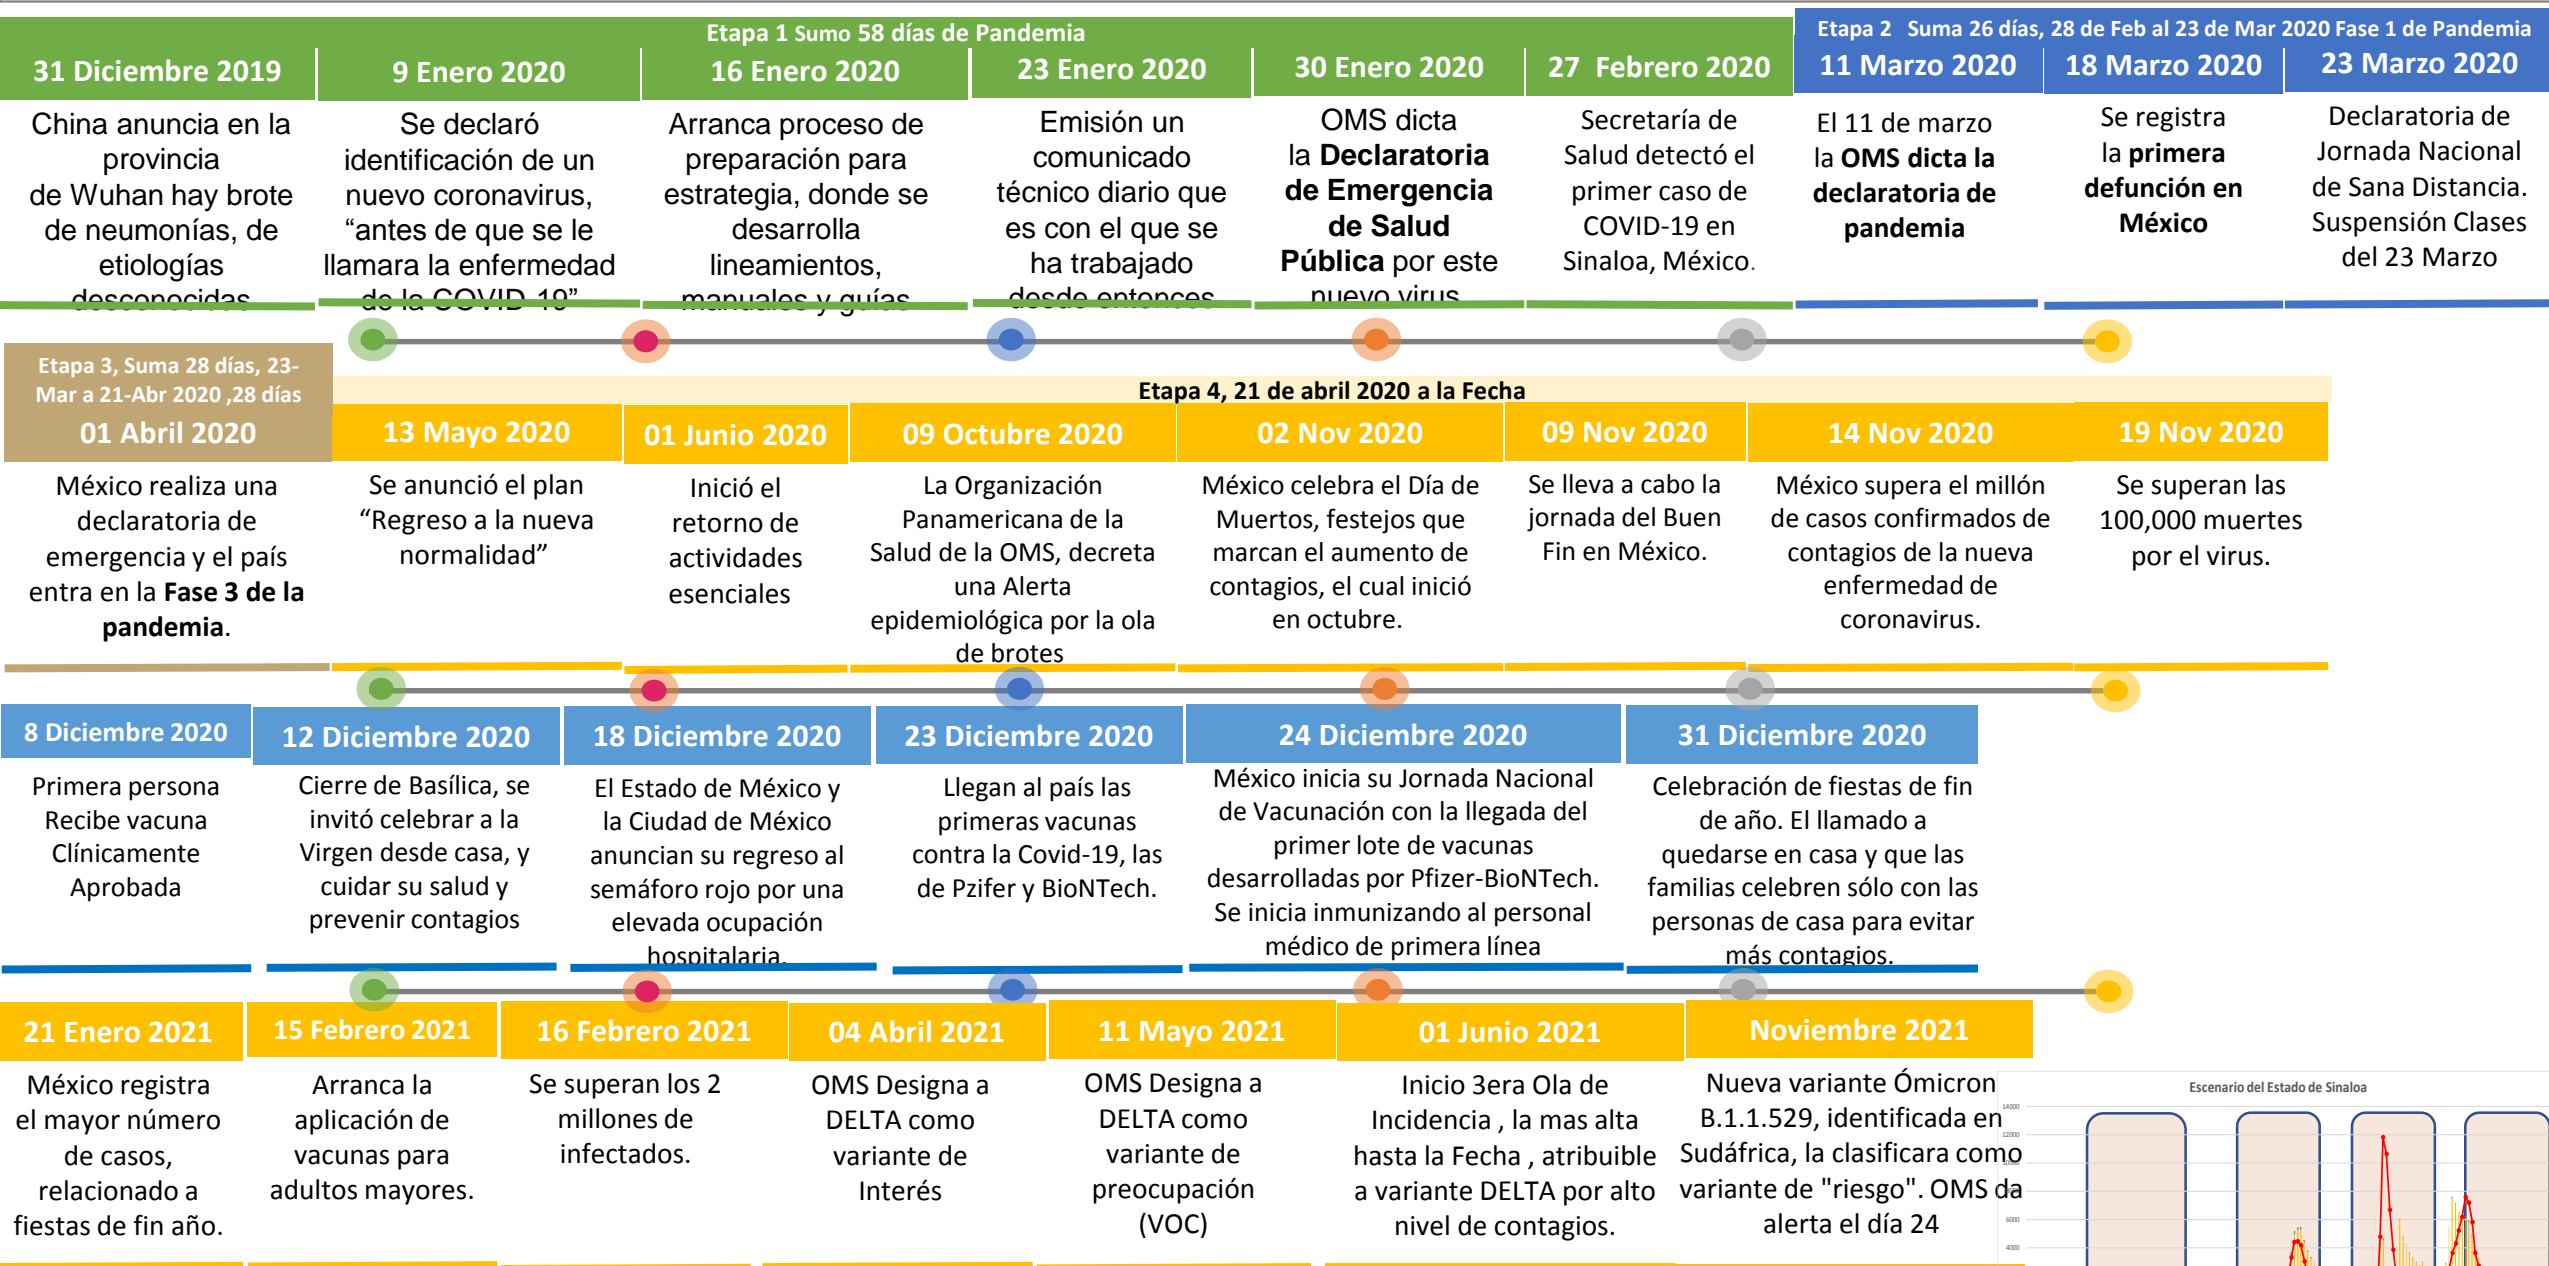 Etapa 1 Sumo 58 días de Pandemia
31 Diciembre 2019
China anuncia en la
provincia
de Wuhan hay brote
de neumonías, de
etiologías
desconocidas
9 Enero 2020
Se declaró
identificación de un
nuevo coronavirus,
“antes de que se le
llamara la enfermedad
de la COVID-19”
16 Enero 2020
Arranca proceso de
preparación para
estrategia, donde se
desarrolla
lineamientos,
manuales y guías
23 Enero 2020
Emisión un
comunicado
técnico diario que
es con el que se
ha trabajado
desde entonces
30 Enero 2020
OMS dicta
la Declaratoria
de Emergencia
de Salud
Pública por este
nuevo virus
27 Febrero 2020
Secretaría de
Salud detectó el
primer caso de
COVID-19 en
Sinaloa, México.
Etapa 2 Suma 26 días, 28 de Feb al 23 de Mar 2020 Fase 1 de Pandemia
11 Marzo 2020
El 11 de marzo
la OMS dicta la
declaratoria de
pandemia
18 Marzo 2020
Se registra
la primera
defunción en
México
23 Marzo 2020
Declaratoria de
Jornada Nacional
de Sana Distancia.
Suspensión Clases
del 23 Marzo
Etapa 3, Suma 28 días, 23-
Mar a 21-Abr 2020 ,28 días
01 Abril 2020
México realiza una
declaratoria de
emergencia y el país
entra en la Fase 3 de la
pandemia.
Etapa 4, 21 de abril 2020 a la Fecha
13 Mayo 2020
Se anunció el plan
“Regreso a la nueva
normalidad”
01 Junio 2020
Inició el
retorno de
actividades
esenciales
09 Octubre 2020
La Organización
Panamericana de la
Salud de la OMS, decreta
una Alerta
epidemiológica por la ola
de brotes
02 Nov 2020
México celebra el Día de
Muertos, festejos que
marcan el aumento de
contagios, el cual inició
en octubre.
09 Nov 2020
Se lleva a cabo la
jornada del Buen
Fin en México.
14 Nov 2020
México supera el millón
de casos confirmados de
contagios de la nueva
enfermedad de
coronavirus.
19 Nov 2020
Se superan las
100,000 muertes
por el virus.
8 Diciembre 2020
Primera persona
Recibe vacuna
Clínicamente
Aprobada
12 Diciembre 2020
Cierre de Basílica, se
invitó celebrar a la
Virgen desde casa, y
cuidar su salud y
prevenir contagios
18 Diciembre 2020
El Estado de México y
la Ciudad de México
anuncian su regreso al
semáforo rojo por una
elevada ocupación
hospitalaria.
23 Diciembre 2020
Llegan al país las
primeras vacunas
contra la Covid-19, las
de Pzifer y BioNTech.
24 Diciembre 2020
México inicia su Jornada Nacional
de Vacunación con la llegada del
primer lote de vacunas
desarrolladas por Pfizer-BioNTech.
Se inicia inmunizando al personal
médico de primera línea
31 Diciembre 2020
Celebración de fiestas de fin
de año. El llamado a
quedarse en casa y que las
familias celebren sólo con las
personas de casa para evitar
más contagios.
21 Enero 2021
México registra
el mayor número
de casos,
relacionado a
fiestas de fin año.
15 Febrero 2021
Arranca la
aplicación de
vacunas para
adultos mayores.
16 Febrero 2021
Se superan los 2
millones de
infectados.
04 Abril 2021
OMS Designa a
DELTA como
variante de
Interés
11 Mayo 2021
OMS Designa a
DELTA como
variante de
preocupación
(VOC)
01 Junio 2021
Inicio 3era Ola de
Incidencia , la mas alta
hasta la Fecha , atribuible
a variante DELTA por alto
nivel de contagios.
Noviembre 2021
Nueva variante Ómicron
B.1.1.529, identificada en
Sudáfrica, la clasificara como
variante de "riesgo". OMS da
alerta el día 24
Escenario del Estado de Sinaloa
14000
12000
6000
4000